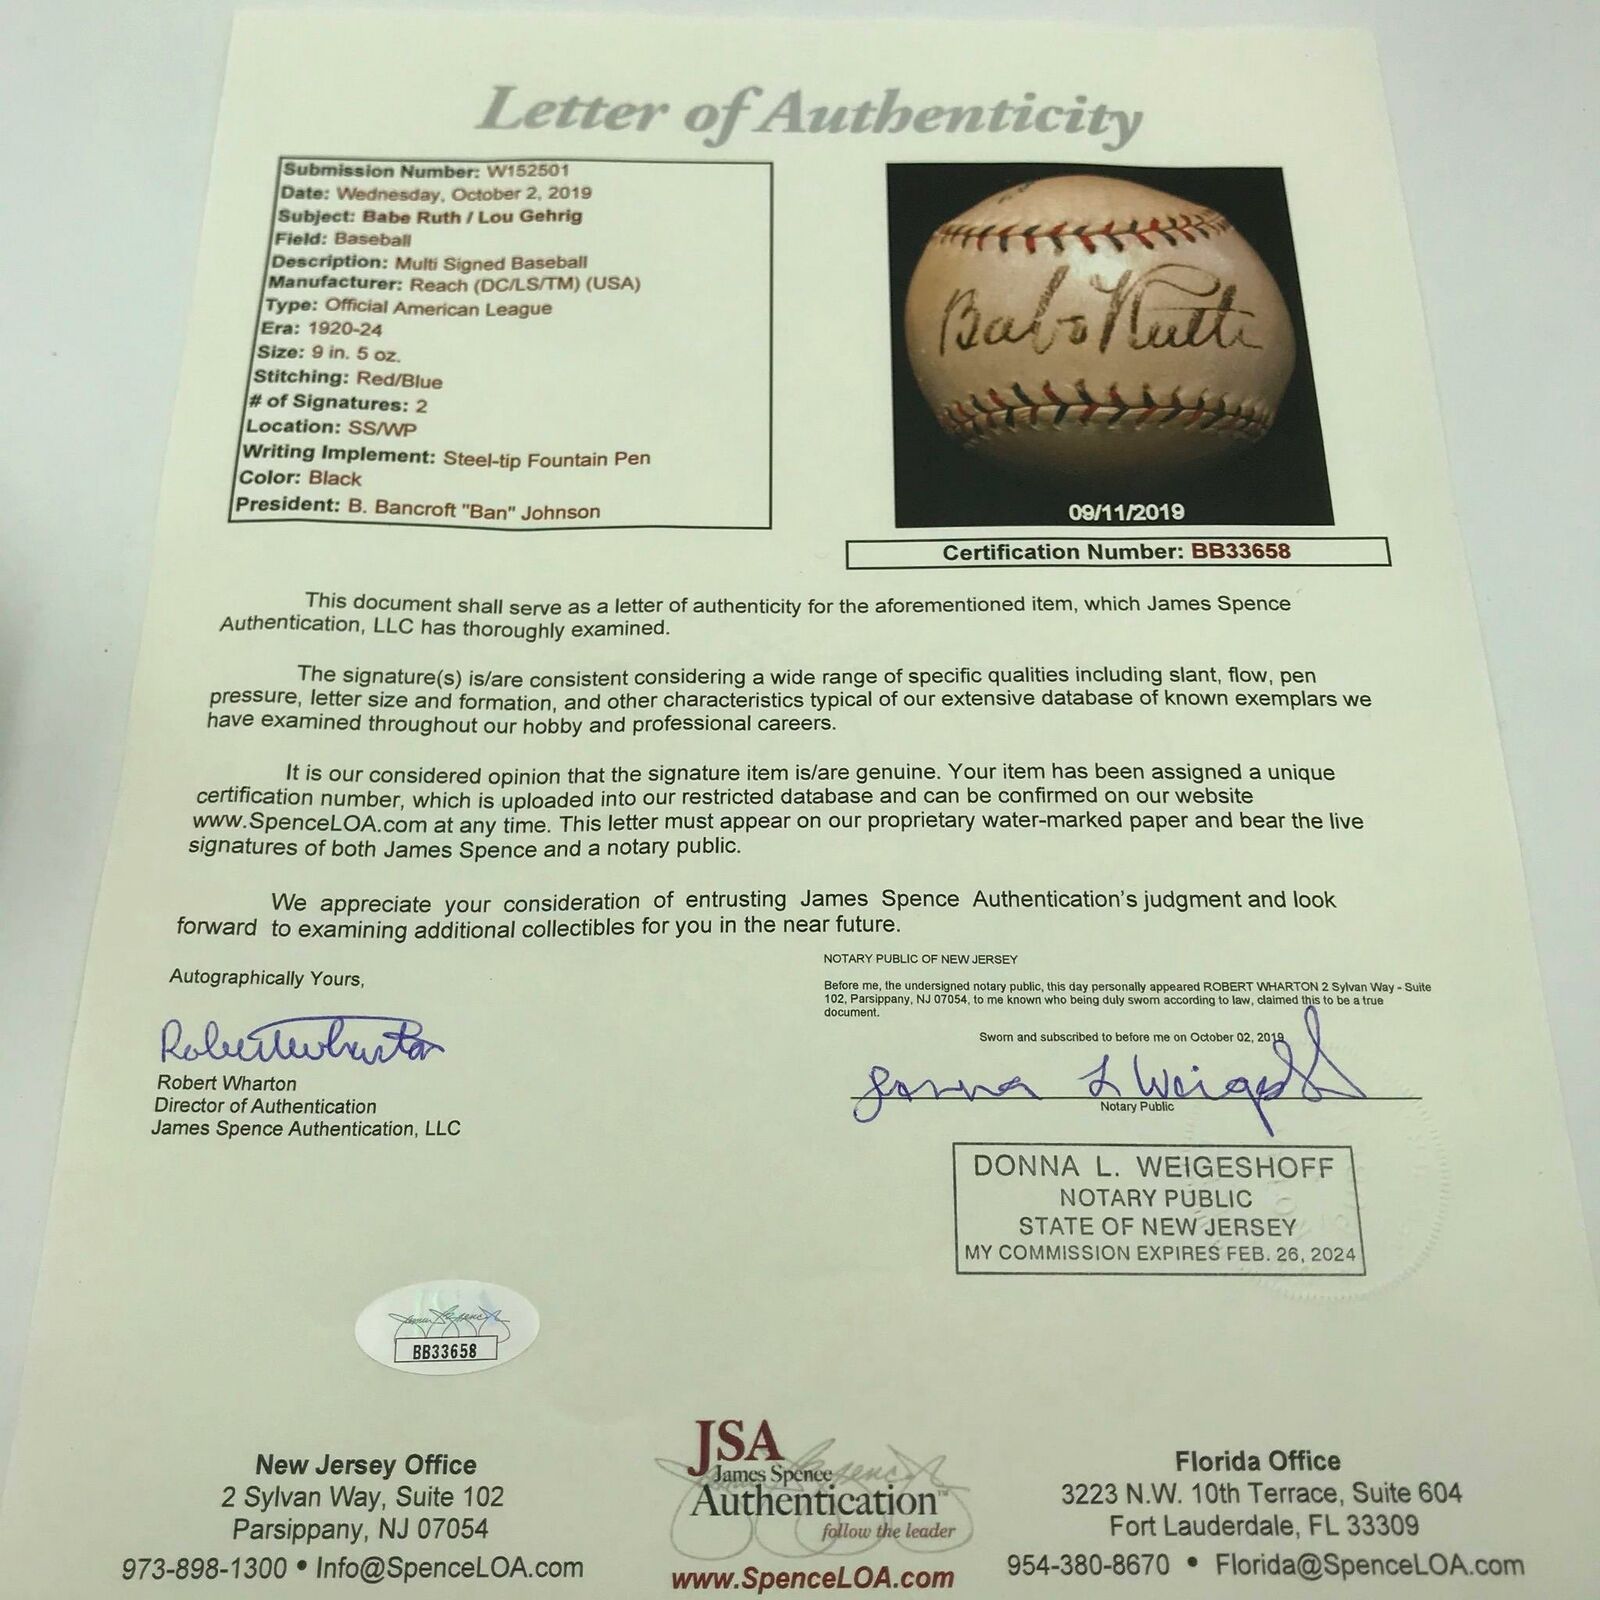 Letter of Authenticity
Submission Number: W152501
Date: Wednesday, October 2, 2019
Subject: Babe Ruth / Lou Gehrig
Field: Baseball
Description: Multi Signed Baseball
Manufacturer: Reach (DC/LS/TM) (USA)
Type: Official American League
Era: 1920-24
Size: 9 in. 5 oz.
Stitching: Red/Blue
# of Signatures: 2
Location: SS/WP
Writing Implement: Steel-tip Fountain Pen
Color: Black
President: B. Bancroft "Ban" Johnson
Babe Ruth
09/11/2019
Certification Number: BB33658
This document shall serve as a letter of authenticity for the aforementioned item, which James Spence
Authentication, LLC has thoroughly examined.
The signature(s) is/are consistent considering a wide range of specific qualities including slant, flow, pen
pressure, letter size and formation, and other characteristics typical of our extensive database of known exemplars we
have examined throughout our hobby and professional careers.
It is our considered opinion that the signature item is/are genuine. Your item has been assigned a unique
certification number, which is uploaded into our restricted database and can be confirmed on our website
www.SpenceLOA.com at any time. This letter must appear on our proprietary water-marked paper and bear the live
signatures of both James Spence and a notary public.
We appreciate your consideration of entrusting James Spence Authentication's judgment and look
forward to examining additional collectibles for you in the near future.
Autographically Yours,
Robert Wharton
Robert Wharton
Director of Authentication
James Spence Authentication, LLC
NOTARY PUBLIC OF NEW JERSEY
Before me, the undersigned notary public, this day personally appeared ROBERT WHARTON 2 Sylvan Way - Suite
102, Parsippany, NJ 07054, to me known who being duly sworn according to law, claimed this to be a true
document.
Sworn and subscribed to before me on October 02, 2019
Donna L Weigeshoff
Notary Public
DONNA L. WEIGESHOFF
NOTARY PUBLIC
STATE OF NEW JERSEY
MY COMMISSION EXPIRES FEB. 26, 2024
JSA
James Spence
BB33658
New Jersey Office
2 Sylvan Way, Suite 102
Parsippany, NJ 07054
973-898-1300 • Info@SpenceLOA.com
JSA
James Spence
Authentication™
follow the leader
www.SpenceLOA.com
Florida Office
3223 N.W. 10th Terrace, Suite 604
Fort Lauderdale, FL 33309
954-380-8670 • Florida@SpenceLOA.com